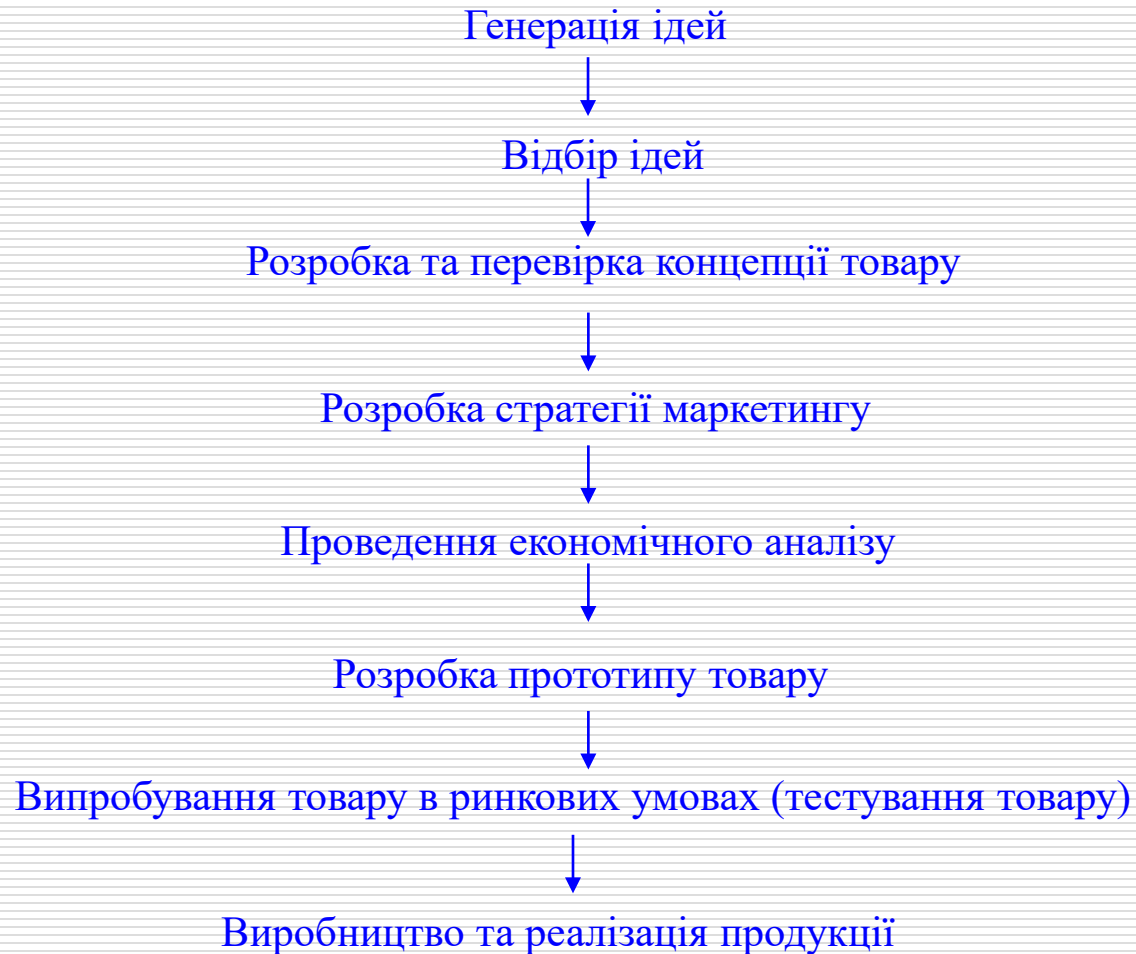 Генерація ідей
Відбір ідей
Розробка та перевірка концепції товару
Розробка стратегії маркетингу
Проведення економічного аналізу
Розробка прототипу товару
Випробування товару в ринкових умовах (тестування товару)
Виробництво та реалізація продукції